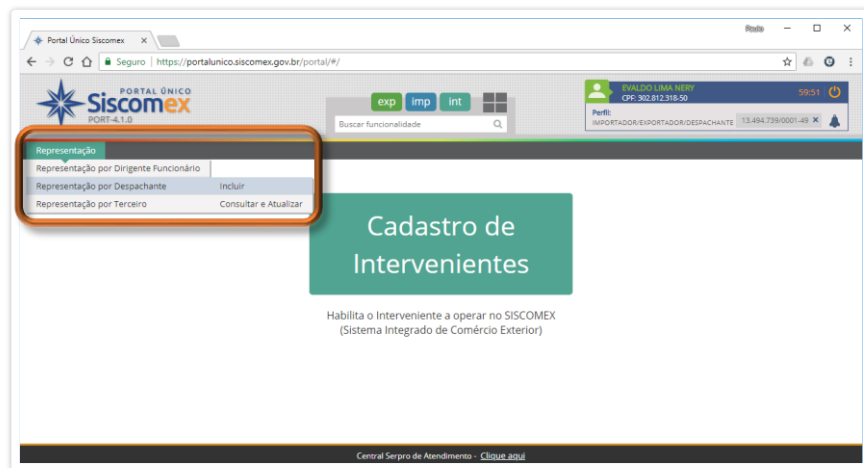 Portal Único Siscomex
Seguro | https://portalunico.siscomex.gov.br/portal/#/
PORTAL ÚNICO
Siscomex
PORT-4.1.0
exp imp int
Buscar funcionalidade
EVALDO LIMA NERY
CPF: 302.812.318-50
59:51
Perfil:
IMPORTADOR/EXPORTADOR/DESPACHANTE
13.494.739/0001-49
Representação
Representação por Dirigente Funcionário
Representação por Despachante Incluir
Representação por Terceiro Consultar e Atualizar
Cadastro de
Intervenientes
Habilita o Interveniente a operar no SISCOMEX
(Sistema Integrado de Comércio Exterior)
Central Serpro de Atendimento - Clique aqui